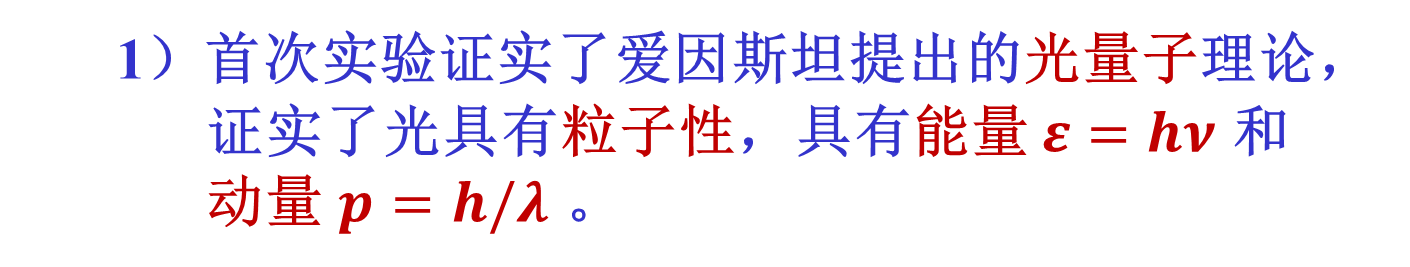 1）首次实验证实了爱因斯坦提出的光量子理论，
证实了光具有粒子性，具有能量 ε = hν 和
动量 p = h/λ 。